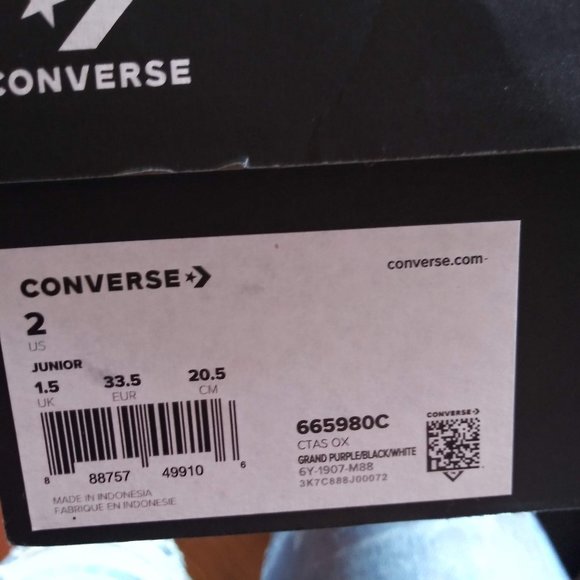 CONVERSE
CONVERSE
converse.com
2
US
JUNIOR
1.5 33.5 20.5
UK EUR CM
8 88757 49910 6
MADE IN INDONESIA
FABRIQUE EN INDONESIE
665980C
CTAS OX
GRAND PURPLE/BLACK/WHITE
6Y-1907-M88
3K7C888J00072
CONVERSE